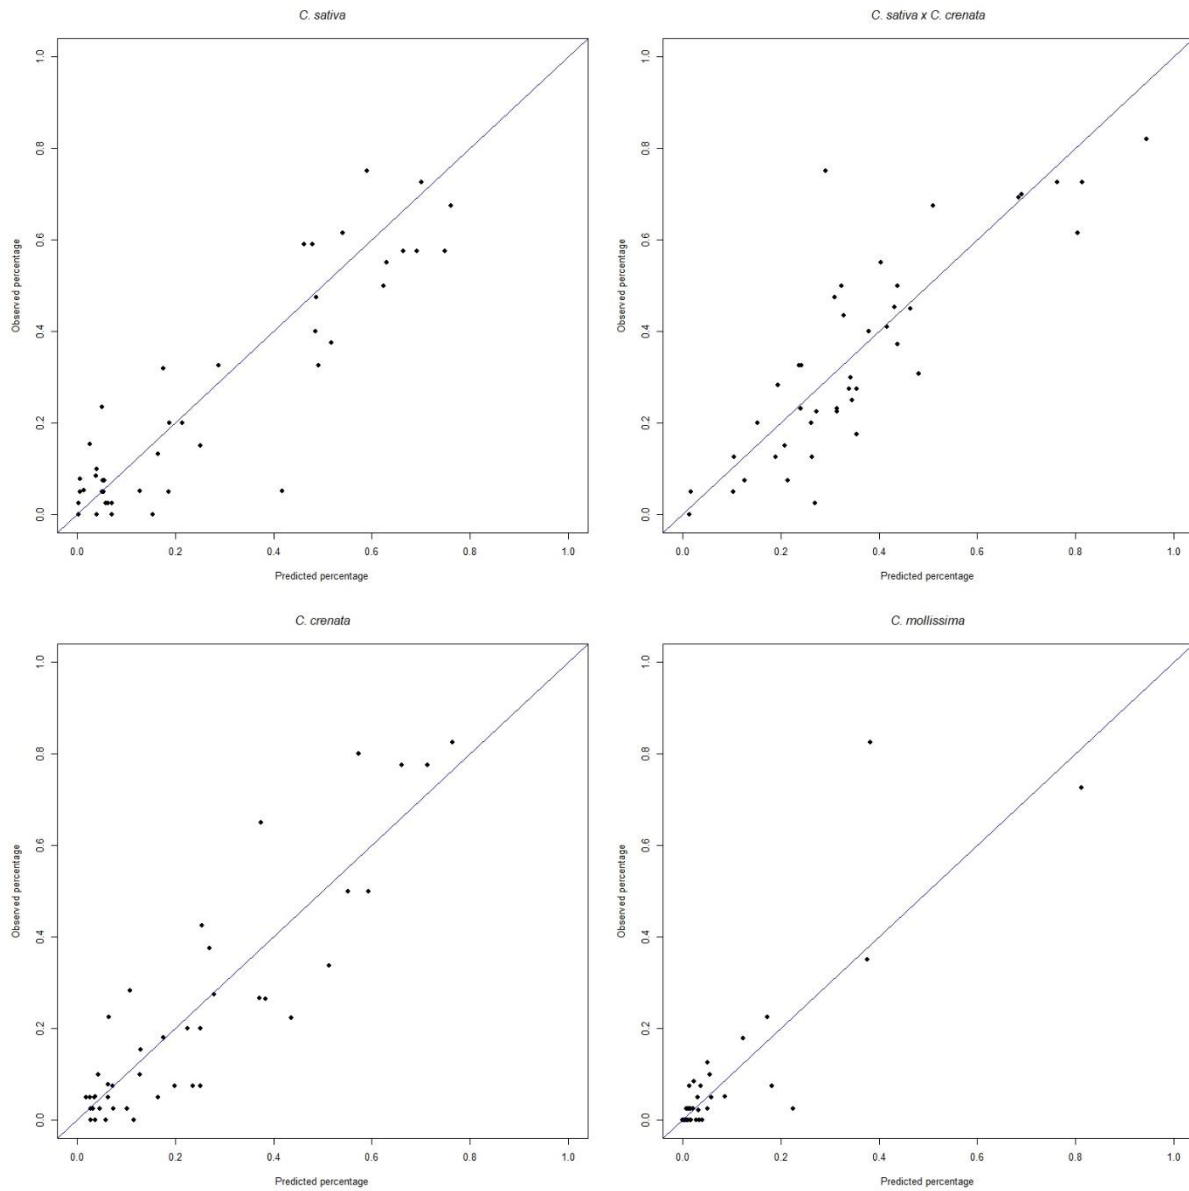 C. sativa
1.0
0.8
0.6
0.4
0.2
0.0
Observed percentage
0.0 0.2 0.4 0.6 0.8 1.0
Predicted percentage
C. sativa x C. crenata
1.0
0.8
0.6
0.4
0.2
0.0
Observed percentage
0.0 0.2 0.4 0.6 0.8 1.0
Predicted percentage
C. crenata
1.0
0.8
0.6
0.4
0.2
0.0
Observed percentage
0.0 0.2 0.4 0.6 0.8 1.0
Predicted percentage
C. mollissima
1.0
0.8
0.6
0.4
0.2
0.0
Observed percentage
0.0 0.2 0.4 0.6 0.8 1.0
Predicted percentage